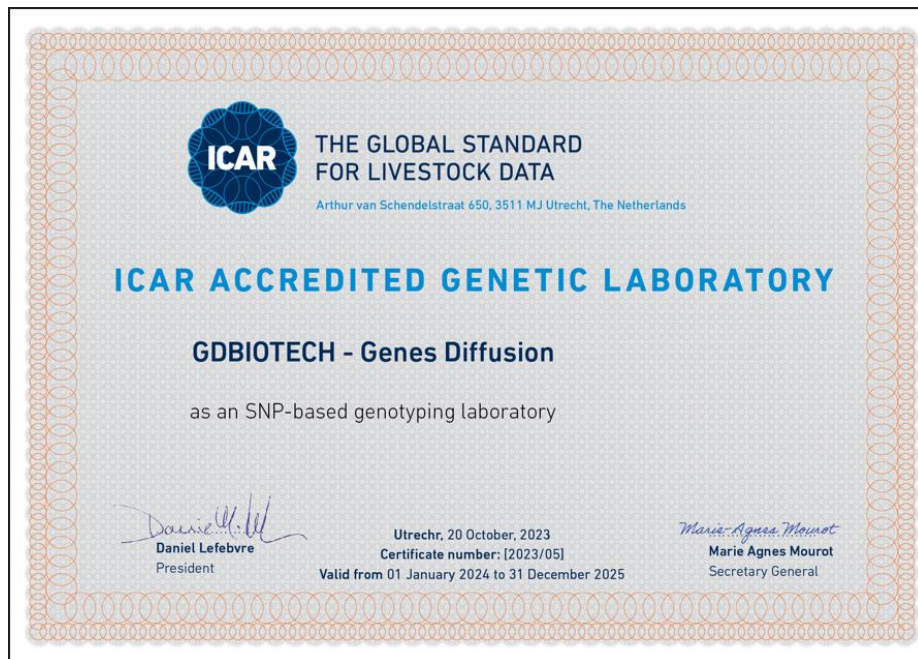 ICAR
THE GLOBAL STANDARD
FOR LIVESTOCK DATA
Arthur van Schendelstraat 650, 3511 MJ Utrecht, The Netherlands
ICAR ACCREDITED GENETIC LABORATORY
GDBIOTECH - Genes Diffusion
as an SNP-based genotyping laboratory
Daniel Lefebvre
President
Utrechr, 20 October, 2023
Certificate number: [2023/05]
Valid from 01 January 2024 to 31 December 2025
Marie-Agnes Mourot
Marie Agnes Mourot
Secretary General